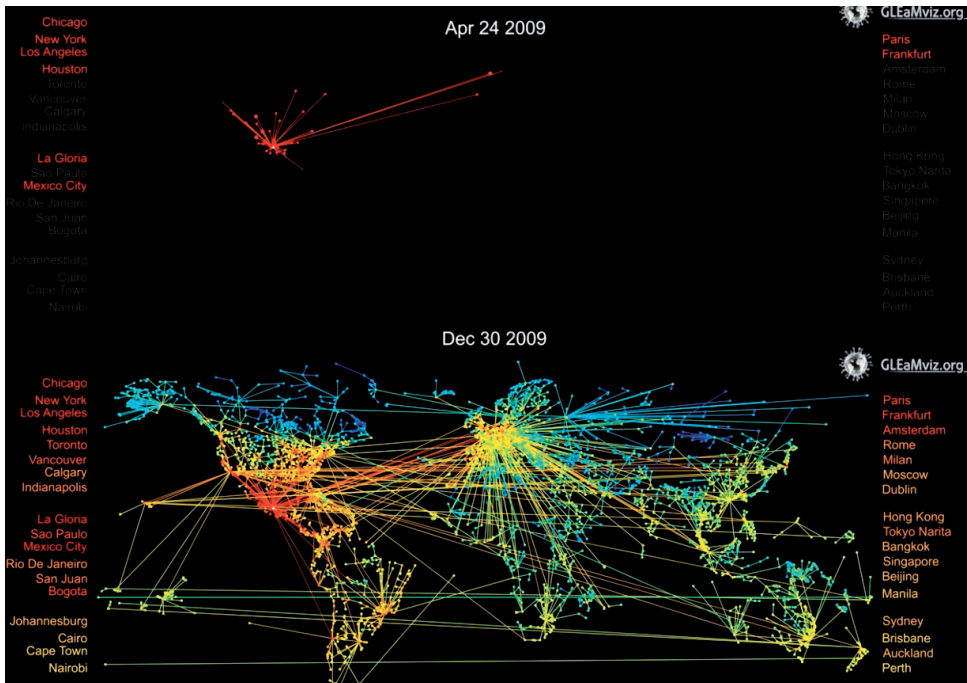 GLEaMviz.org
Apr 24 2009
Chicago
New York
Los Angeles
Houston
Toronto
Vancouver
Calgary
Indianapolis
La Gloria
Sao Paulo
Mexico City
Rio De Janeiro
San Juan
Bogota
Johannesburg
Cairo
Cape Town
Nairobi
Paris
Frankfurt
Amsterdam
Rome
Milan
Moscow
Dublin
Hong Kong
Tokyo Narita
Bangkok
Singapore
Beijing
Manila
Sydney
Brisbane
Auckland
Perth
Dec 30 2009
GLEaMviz.org
Chicago
New York
Los Angeles
Houston
Toronto
Vancouver
Calgary
Indianapolis
La Gloria
Sao Paulo
Mexico City
Rio De Janeiro
San Juan
Bogota
Johannesburg
Cairo
Cape Town
Nairobi
Paris
Frankfurt
Amsterdam
Rome
Milan
Moscow
Dublin
Hong Kong
Tokyo Narita
Bangkok
Singapore
Beijing
Manila
Sydney
Brisbane
Auckland
Perth